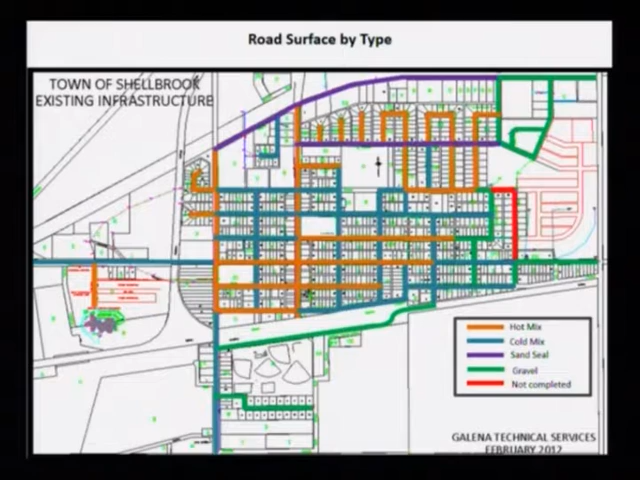 Road Surface by Type
TOWN OF SHELLBROOK
EXISTING INFRASTRUCTURE
Hot Mix
Cold Mix
Sand Seal
Gravel
Not completed
GALENA TECHNICAL SERVICES
FEBRUARY 2012